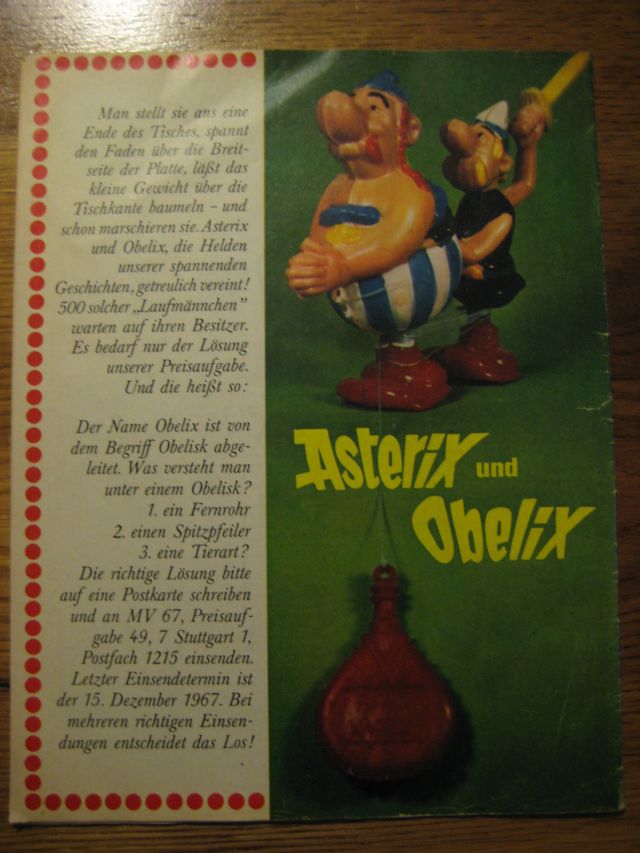 Man stellt sie ans eine
Ende des Tisches, spannt
den Faden über die Breit-
seite der Platte, läßt das
kleine Gewicht über die
Tischkante baumeln – und
schon marschieren sie. Asterix
und Obelix, die Helden
unserer spannenden
Geschichten, getreulich vereint!
500 solcher „Laufmännchen"
warten auf ihren Besitzer.
Es bedarf nur der Lösung
unserer Preisaufgabe.
Und die heißt so:
Der Name Obelix ist von
dem Begriff Obelisk abge-
leitet. Was versteht man
unter einem Obelisk?
1. ein Fernrohr
2. einen Spitzpfeiler
3. eine Tierart?
Die richtige Lösung bitte
auf eine Postkarte schreiben
und an MV 67, Preisauf-
gabe 49, 7 Stuttgart 1,
Postfach 1215 einsenden.
Letzter Einsendetermin ist
der 15. Dezember 1967. Bei
mehreren richtigen Einsen-
dungen entscheidet das Los!
Asterix und
Obelix